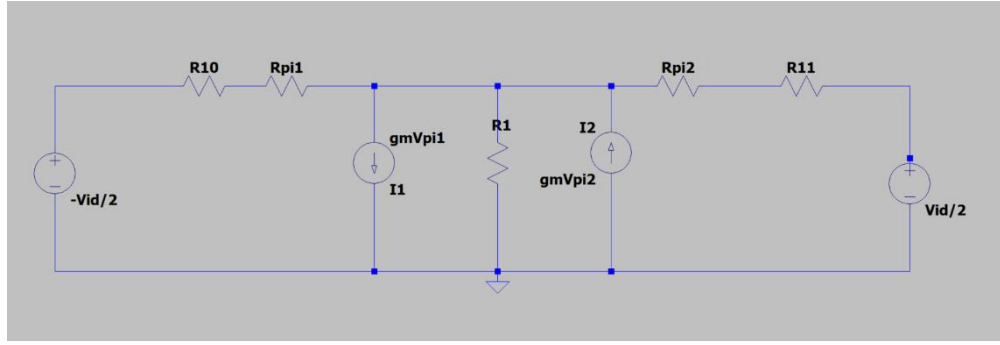 R10
Rpi1
Rpi2
R11
gmVpi1
R1
I2
I1
gmVpi2
-Vid/2
Vid/2